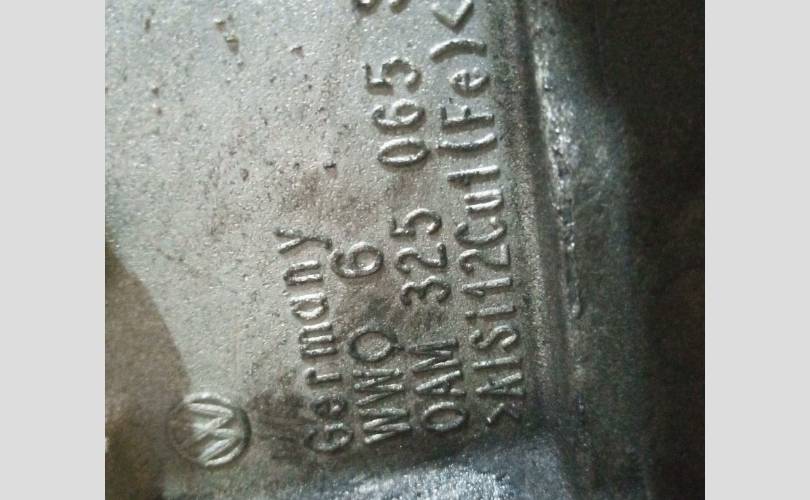 Germany
WWQ 6
0AM 325 065 S
>AlSi12Cu1(Fe)<